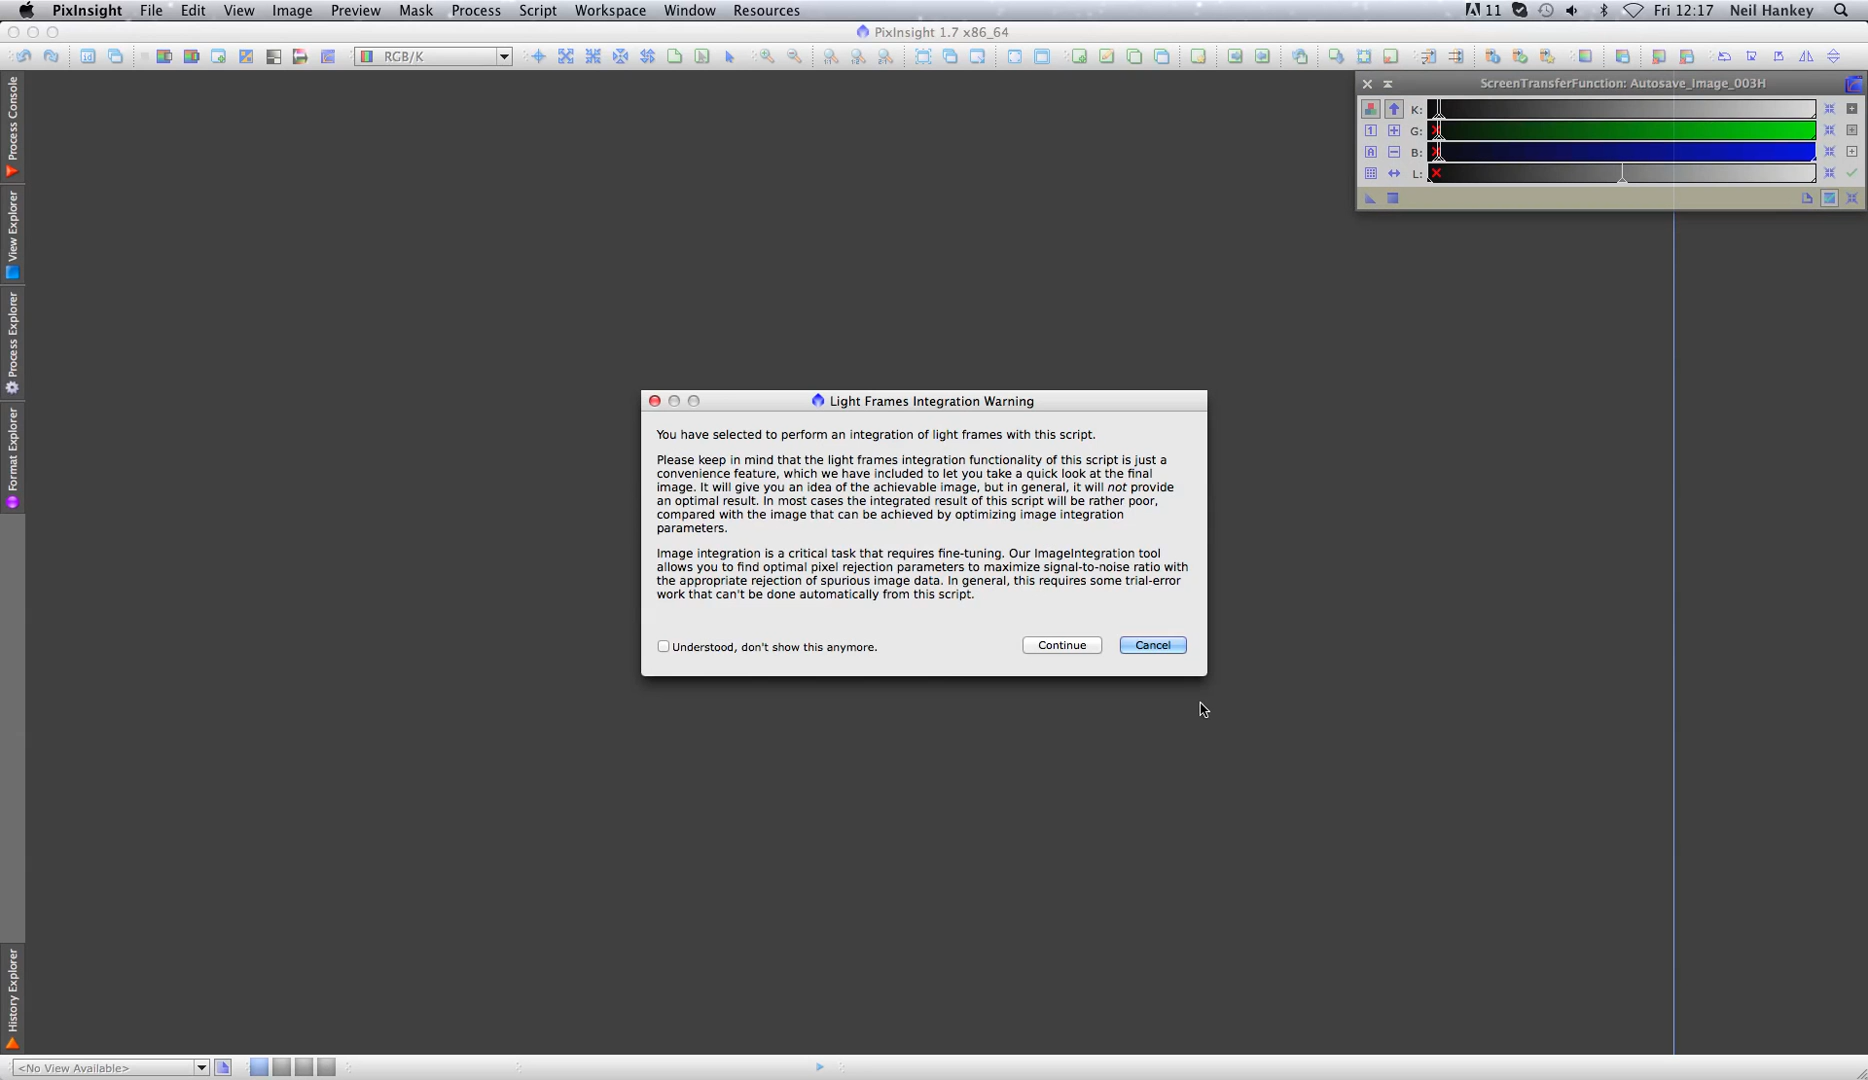 PixInsight File Edit View Image Preview Mask Process Script Workspace Window Resources 11 Fri 12:17 Neil Hankey
PixInsight 1.7 x86_64
RGB/K
ScreenTransferFunction: Autosave_Image_003H
K:
G:
B:
L:
Process Console
View Explorer
Process Explorer
Format Explorer
History Explorer
Light Frames Integration Warning
You have selected to perform an integration of light frames with this script.
Please keep in mind that the light frames integration functionality of this script is just a
convenience feature, which we have included to let you take a quick look at the final
image. It will give you an idea of the achievable image, but in general, it will not provide
an optimal result. In most cases the integrated result of this script will be rather poor,
compared with the image that can be achieved by optimizing image integration
parameters.
Image integration is a critical task that requires fine-tuning. Our ImageIntegration tool
allows you to find optimal pixel rejection parameters to maximize signal-to-noise ratio with
the appropriate rejection of spurious image data. In general, this requires some trial-error
work that can't be done automatically from this script.
Understood, don't show this anymore. Continue Cancel
<No View Available>